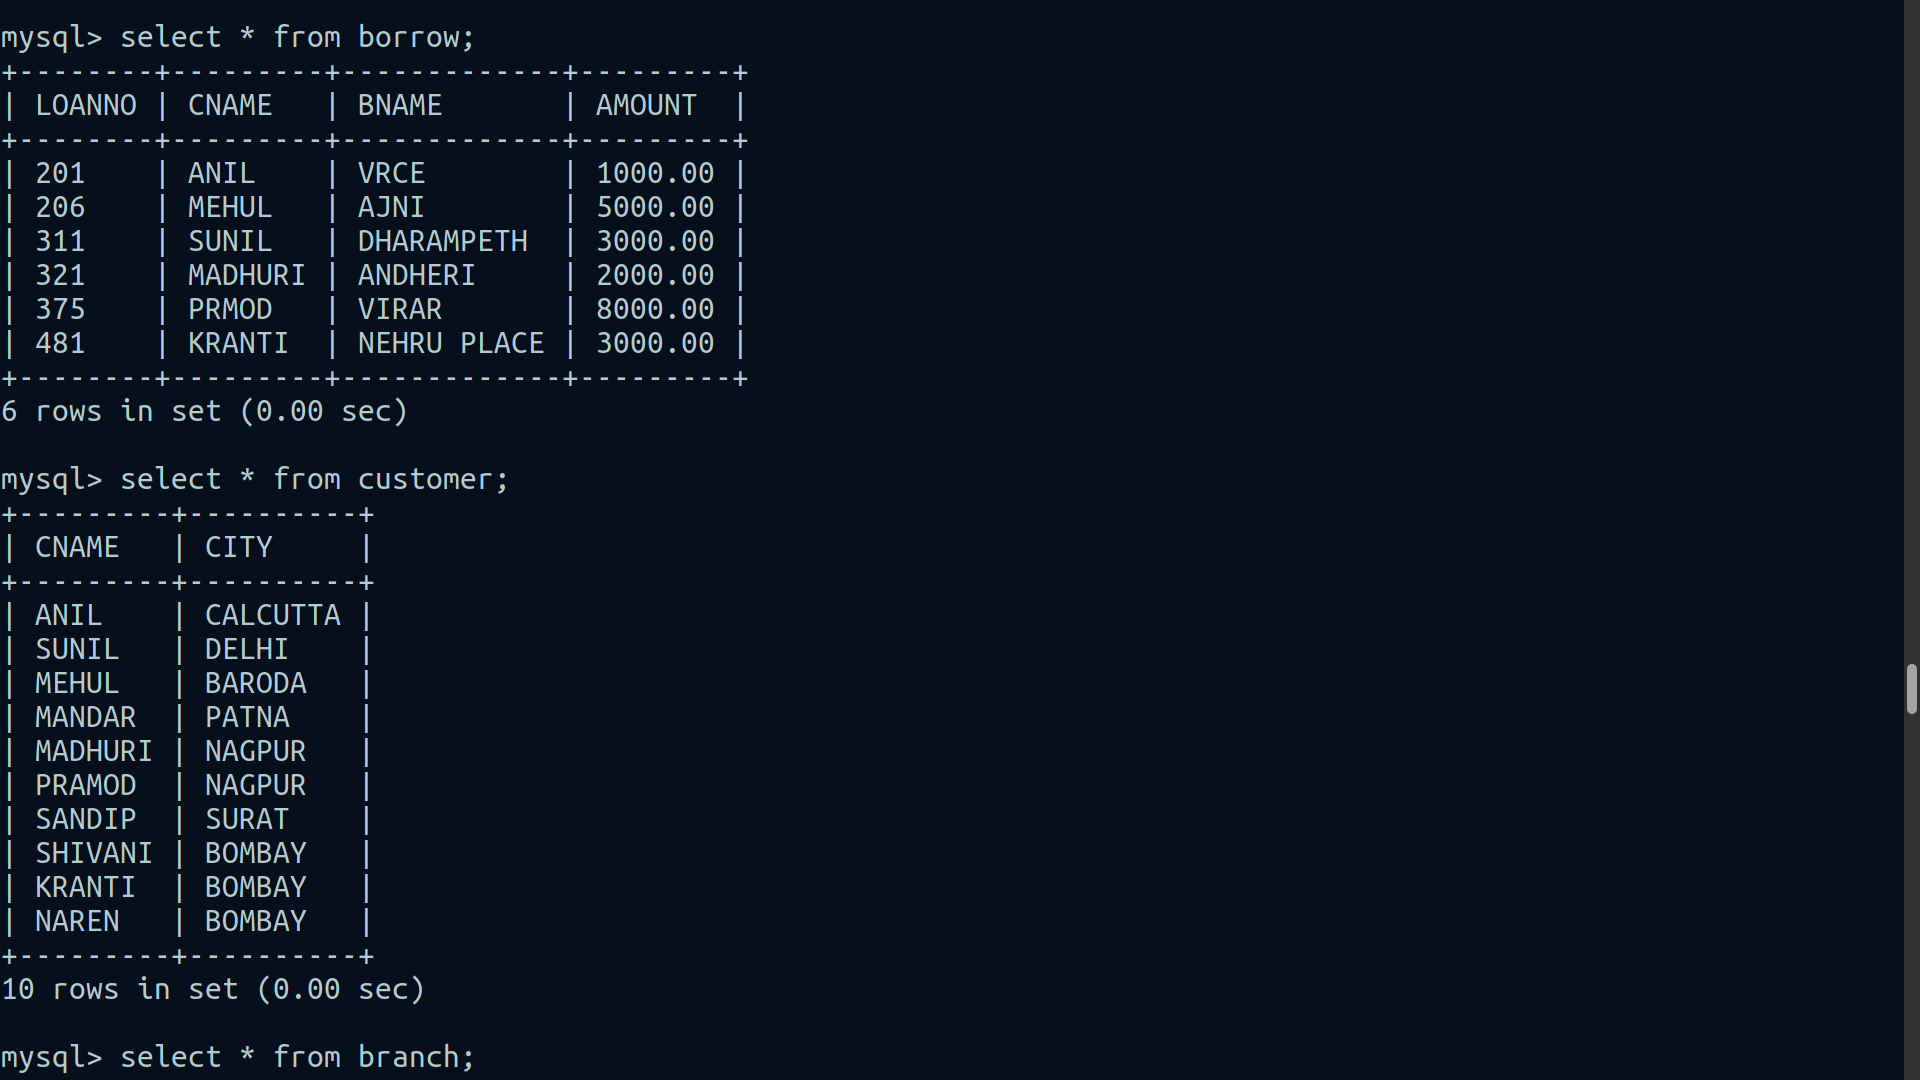 mysql> select * from borrow;
+--------+---------+-------------+---------+
| LOANNO | CNAME   | BNAME       | AMOUNT  |
+--------+---------+-------------+---------+
| 201    | ANIL    | VRCE        | 1000.00 |
| 206    | MEHUL   | AJNI        | 5000.00 |
| 311    | SUNIL   | DHARAMPETH  | 3000.00 |
| 321    | MADHURI | ANDHERI     | 2000.00 |
| 375    | PRMOD   | VIRAR       | 8000.00 |
| 481    | KRANTI  | NEHRU PLACE | 3000.00 |
+--------+---------+-------------+---------+
6 rows in set (0.00 sec)

mysql> select * from customer;
+---------+----------+
| CNAME   | CITY     |
+---------+----------+
| ANIL    | CALCUTTA |
| SUNIL   | DELHI    |
| MEHUL   | BARODA   |
| MANDAR  | PATNA    |
| MADHURI | NAGPUR   |
| PRAMOD  | NAGPUR   |
| SANDIP  | SURAT    |
| SHIVANI | BOMBAY   |
| KRANTI  | BOMBAY   |
| NAREN   | BOMBAY   |
+---------+----------+
10 rows in set (0.00 sec)

mysql> select * from branch;